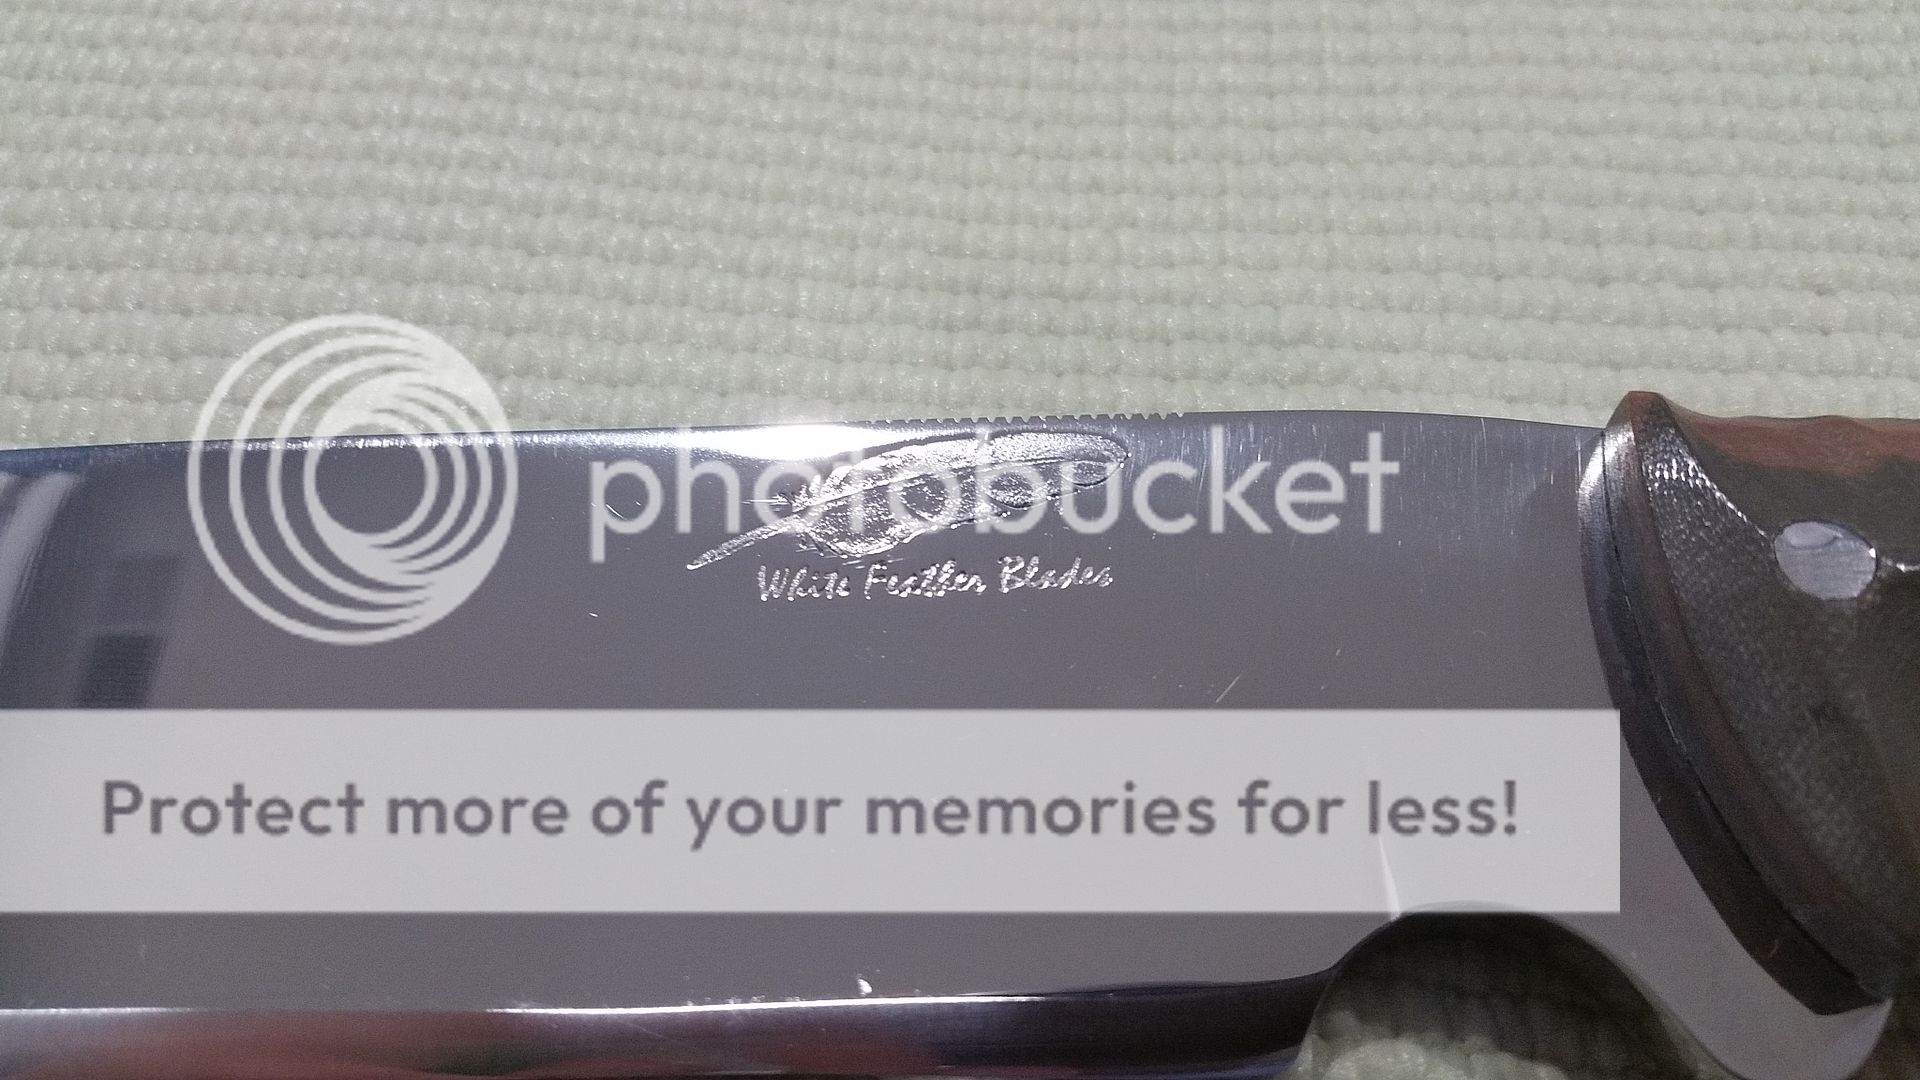 photobucket
White Feather Blades
Protect more of your memories for less!